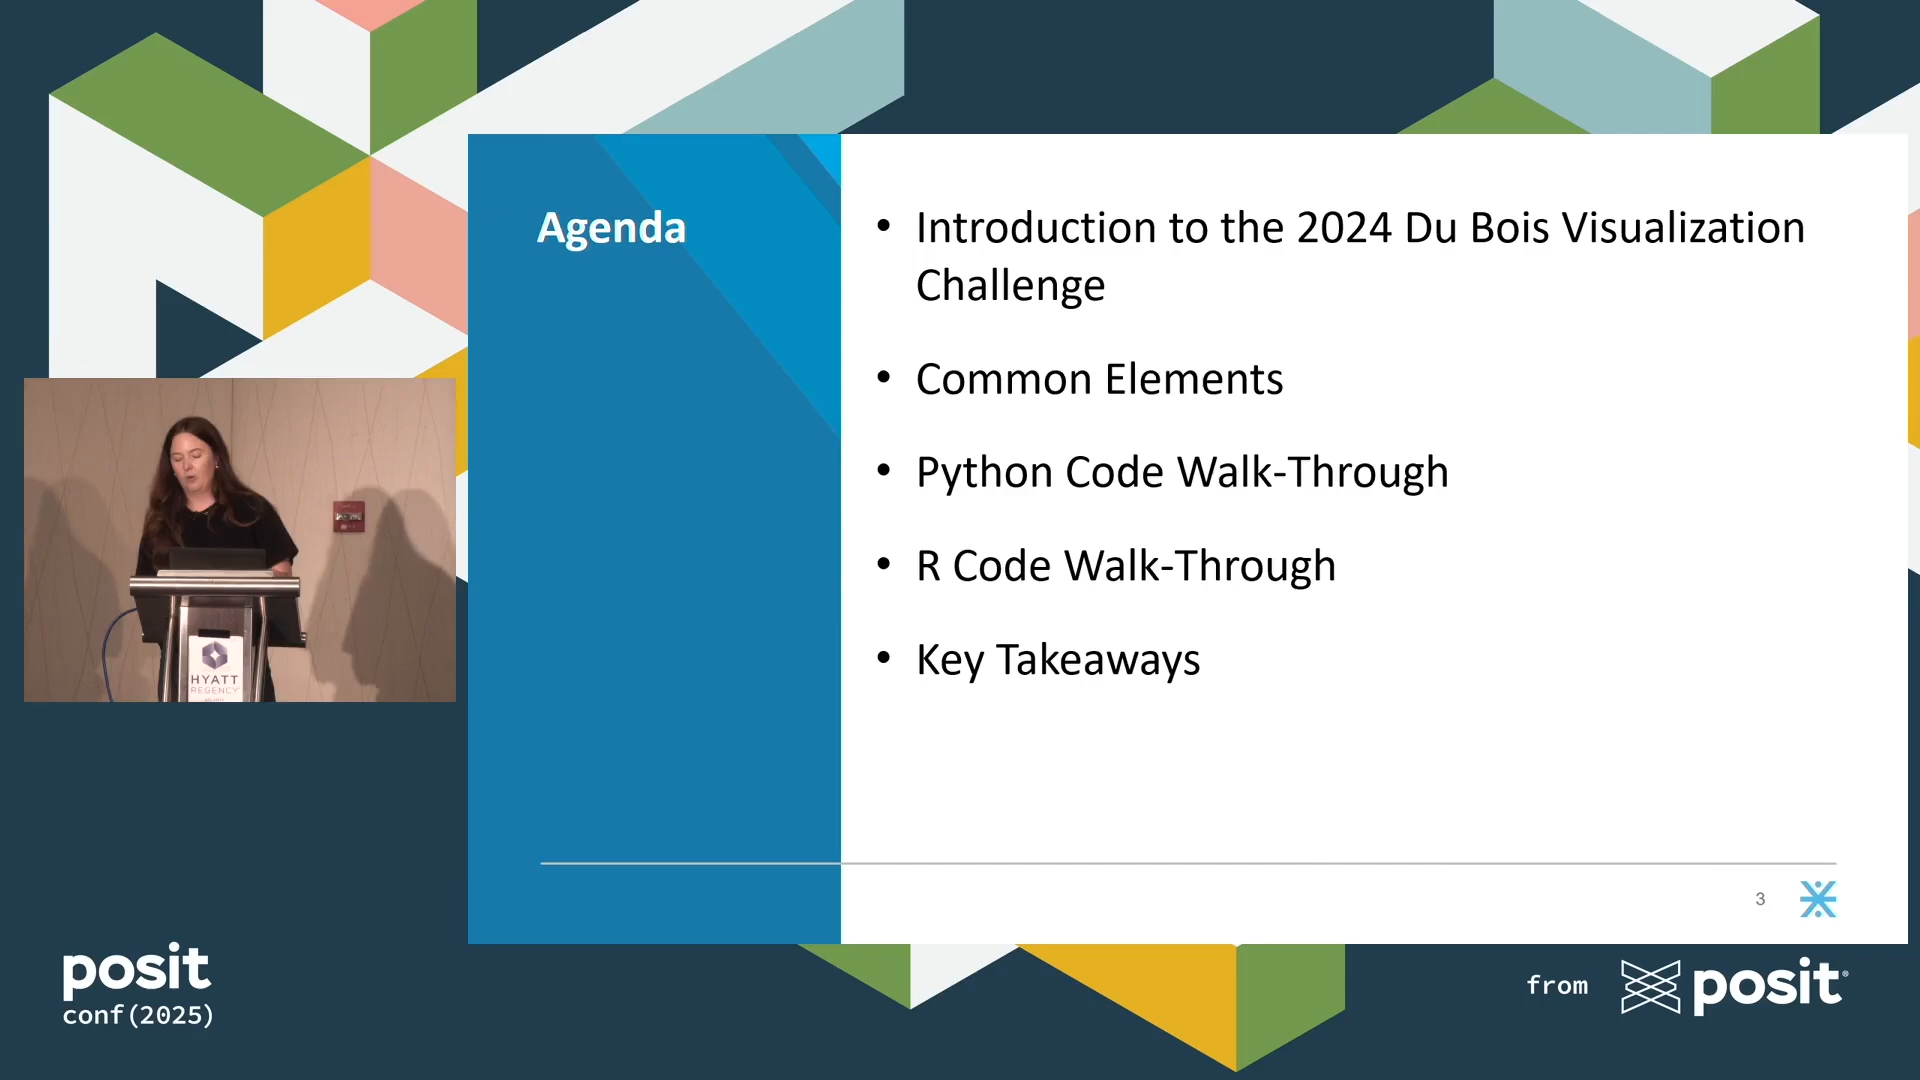 Agenda
• Introduction to the 2024 Du Bois Visualization
Challenge
• Common Elements
• Python Code Walk-Through
• R Code Walk-Through
• Key Takeaways
3
HYATT
REGENCY
posit
conf(2025)
from
posit